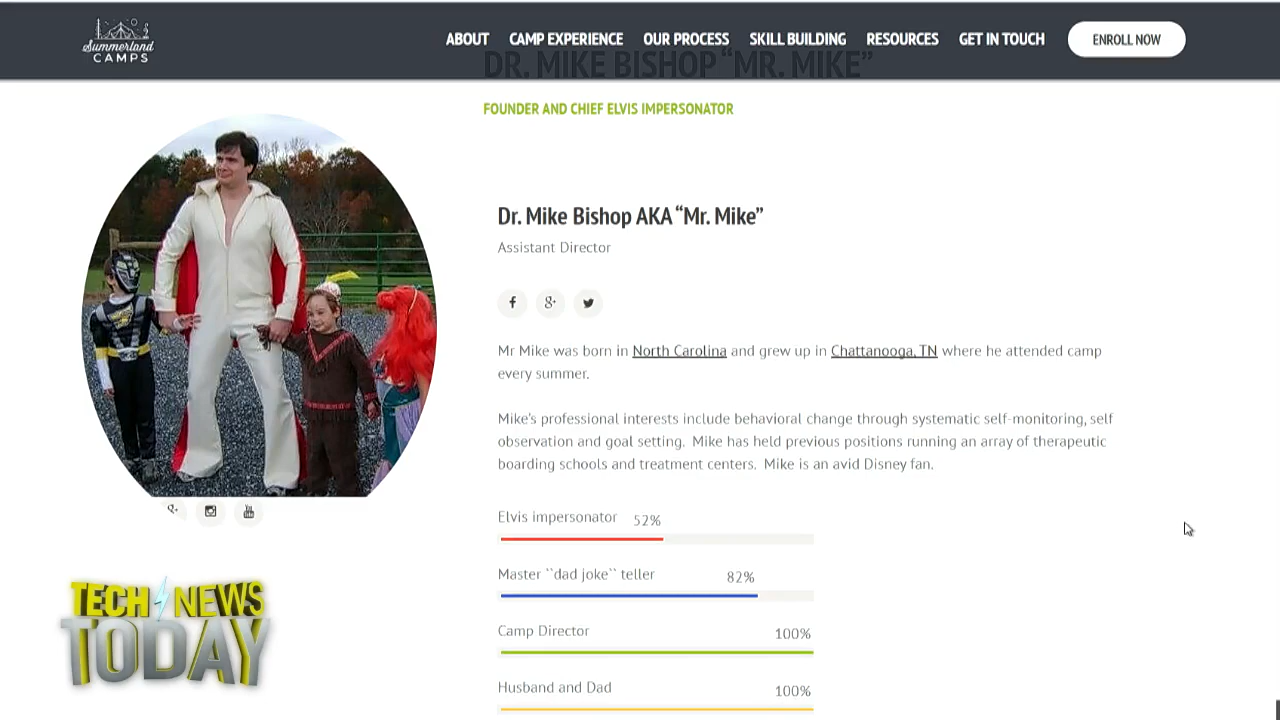 Summerland
CAMPS
ABOUT
CAMP EXPERIENCE
OUR PROCESS
SKILL BUILDING
RESOURCES
GET IN TOUCH
ENROLL NOW
DR. MIKE BISHOP “MR. MIKE”
FOUNDER AND CHIEF ELVIS IMPERSONATOR
Dr. Mike Bishop AKA “Mr. Mike”
Assistant Director
Mr Mike was born in North Carolina and grew up in Chattanooga, TN where he attended camp
every summer.
Mike's professional interests include behavioral change through systematic self-monitoring, self
observation and goal setting. Mike has held previous positions running an array of therapeutic
boarding schools and treatment centers. Mike is an avid Disney fan.
Elvis impersonator 52%
Master ``dad joke`` teller 82%
Camp Director 100%
Husband and Dad 100%
TECH NEWS
TODAY